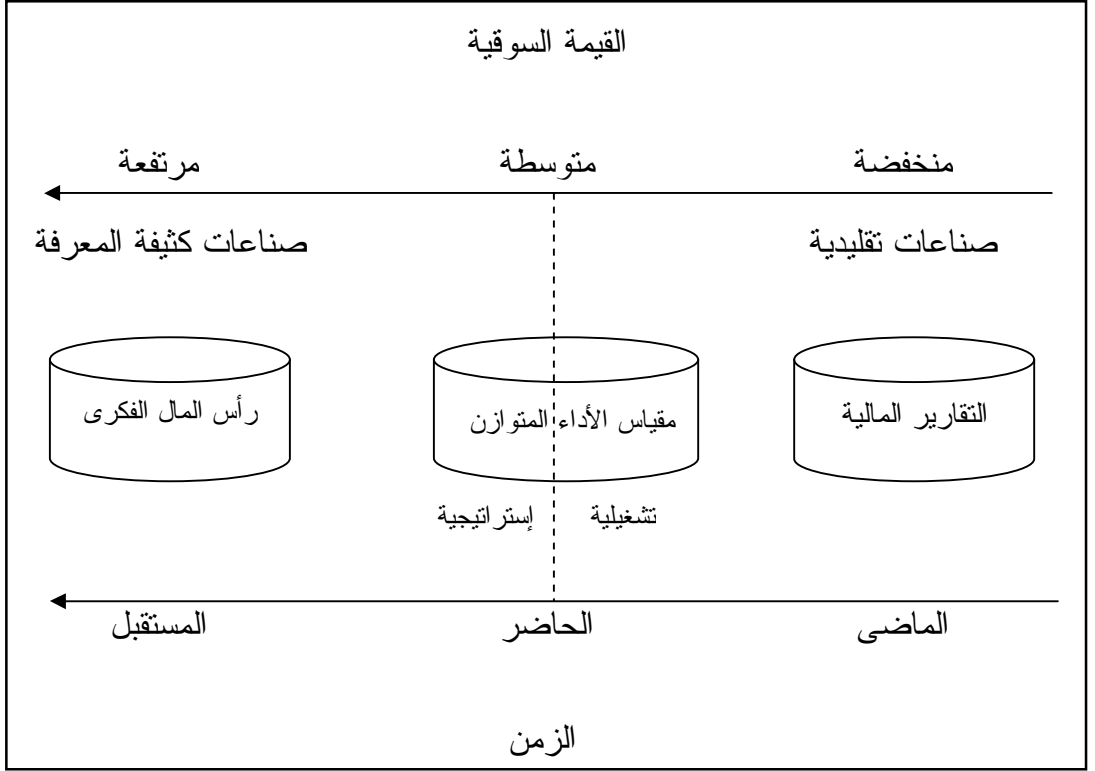 القيمة السوقية
منخفضة متوسطة مرتفعة
صناعات تقليدية صناعات كثيفة المعرفة
التقارير المالية مقياس الأداء المتوازن رأس المال الفكرى
تشغيلية إستراتيجية
الماضى الحاضر المستقبل
الزمن